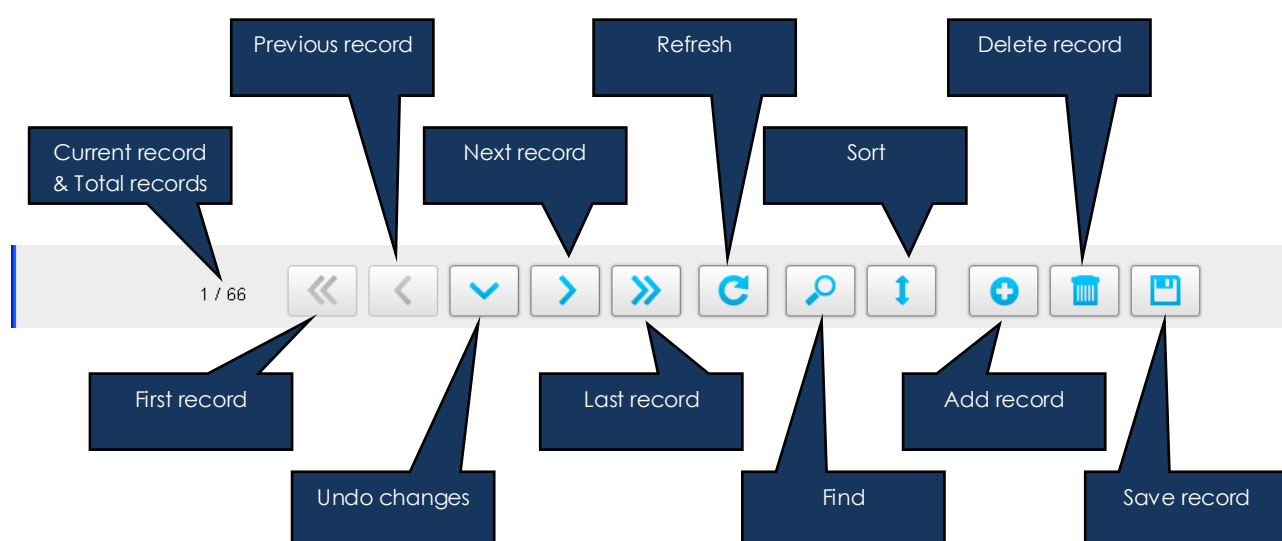 Previous record
Refresh
Delete record
Current record
& Total records
Next record
Sort
1 / 66
First record
Last record
Add record
Undo changes
Find
Save record